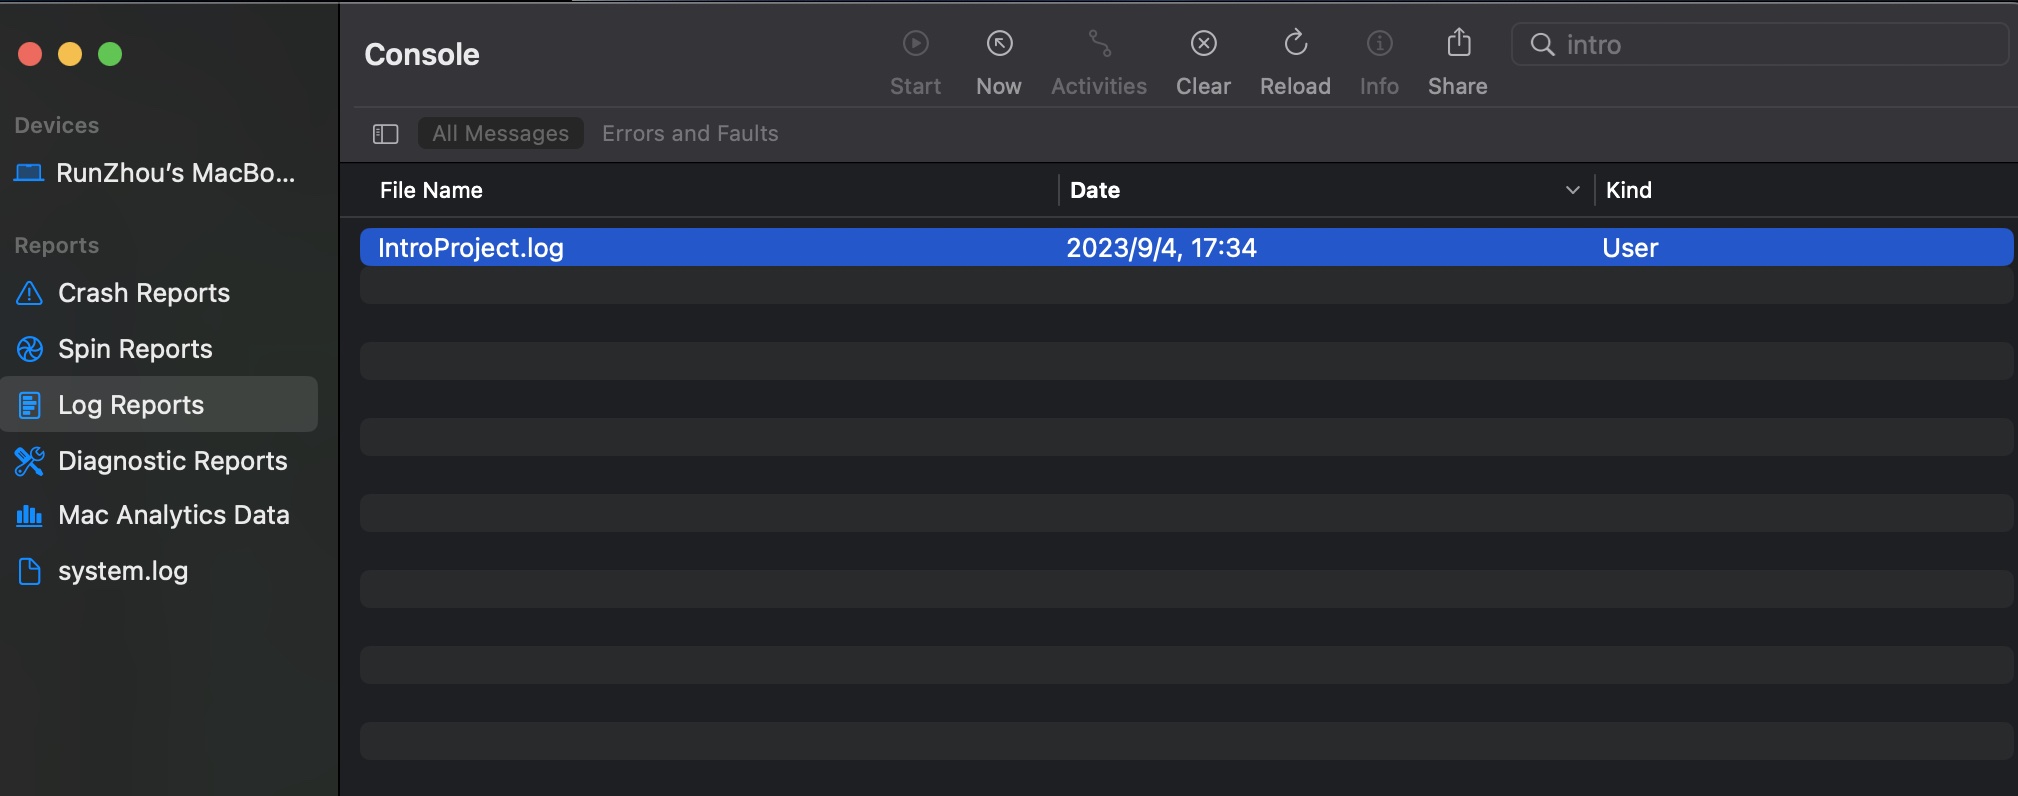 Console
Start
Now
Activities
Clear
Reload
Info
Share
intro
All Messages
Errors and Faults
Devices
RunZhou’s MacBo...
Reports
Crash Reports
Spin Reports
Log Reports
Diagnostic Reports
Mac Analytics Data
system.log
File Name
Date
Kind
IntroProject.log
2023/9/4, 17:34
User